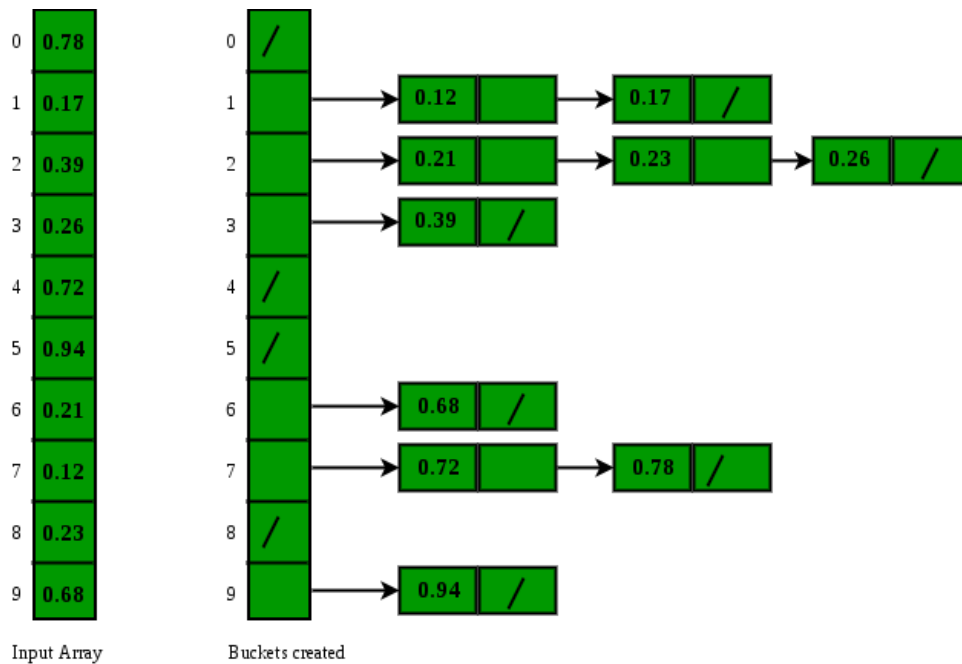 0 0.78 0 /
1 0.17 1 0.12 0.17 /
2 0.39 2 0.21 0.23 0.26 /
3 0.26 3 0.39 /
4 0.72 4 /
5 0.94 5 /
6 0.21 6 0.68 /
7 0.12 7 0.72 0.78 /
8 0.23 8 /
9 0.68 9 0.94 /
Input Array Buckets created